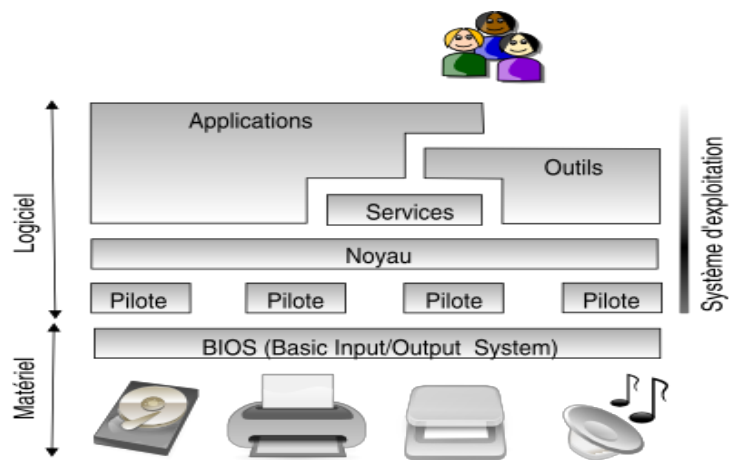 Applications
Outils
Services
Noyau
Pilote
Pilote
Pilote
Pilote
BIOS (Basic Input/Output System)
Logiciel
Matériel
Système d'exploitation